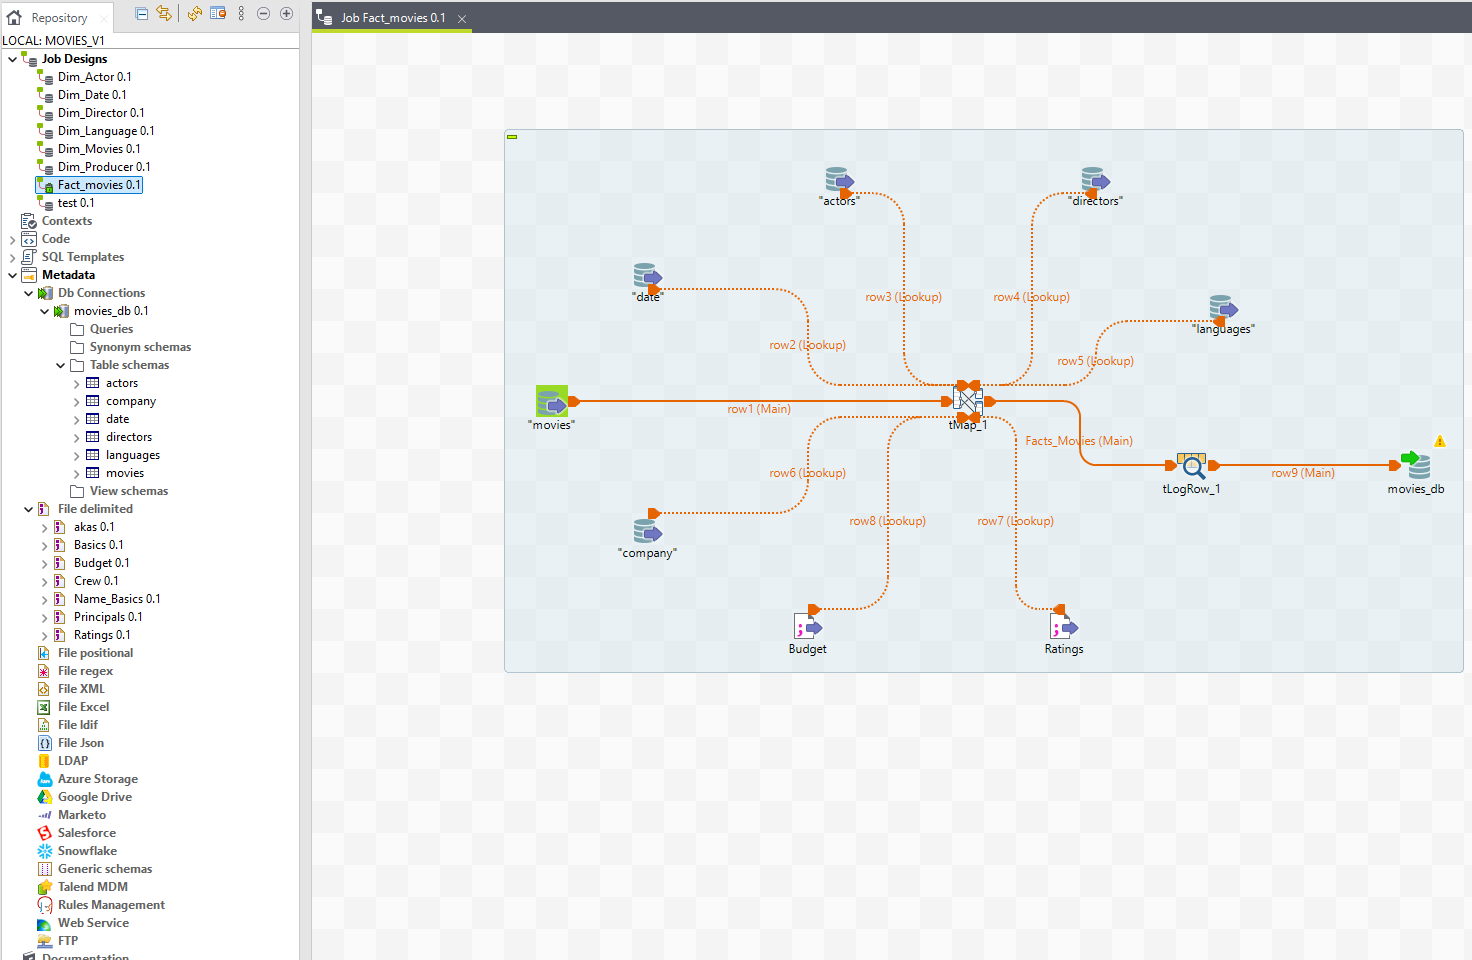 Repository
LOCAL: MOVIES_V1
Job Designs
Dim_Actor 0.1
Dim_Date 0.1
Dim_Director 0.1
Dim_Language 0.1
Dim_Movies 0.1
Dim_Producer 0.1
Fact_movies 0.1
test 0.1
Contexts
Code
SQL Templates
Metadata
Db Connections
movies_db 0.1
Queries
Synonym schemas
Table schemas
actors
company
date
directors
languages
movies
View schemas
File delimited
akas 0.1
Basics 0.1
Budget 0.1
Crew 0.1
Name_Basics 0.1
Principals 0.1
Ratings 0.1
File positional
File regex
File XML
File Excel
File ldif
File Json
LDAP
Azure Storage
Google Drive
Marketo
Salesforce
Snowflake
Generic schemas
Talend MDM
Rules Management
Web Service
FTP
Documentation
Job Fact_movies 0.1
"actors"
"directors"
"date"
row3 (Lookup)
row4 (Lookup)
"languages"
row2 (Lookup)
row5 (Lookup)
row1 (Main)
"movies"
tMap_1
Facts_Movies (Main)
row6 (Lookup)
row9 (Main)
tLogRow_1
movies_db
row8 (Lookup)
row7 (Lookup)
"company"
Budget
Ratings